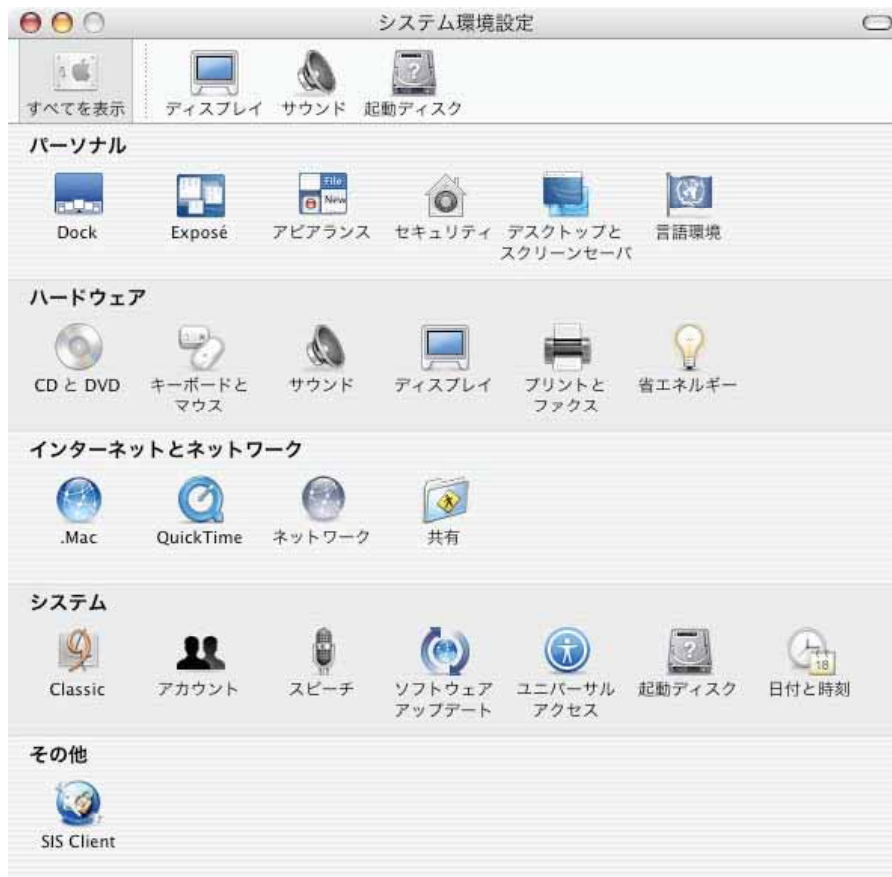 システム環境設定
すべてを表示 ディスプレイ サウンド 起動ディスク
パーソナル
File
New
Dock Exposé アピアランス セキュリティ デスクトップと 言語環境
スクリーンセーバ
ハードウェア
CD と DVD キーボードと サウンド ディスプレイ プリントと 省エネルギー
マウス ファクス
インターネットとネットワーク
.Mac QuickTime ネットワーク 共有
システム
9
18
Classic アカウント スピーチ ソフトウェア ユニバーサル 起動ディスク 日付と時刻
アップデート アクセス
その他
SIS Client